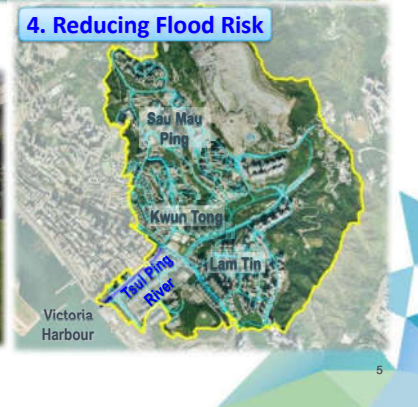 4. Reducing Flood Risk
Sau Mau
Ping
Kwun Tong
Lam Tin
Tsui Ping
River
Victoria
Harbour
5